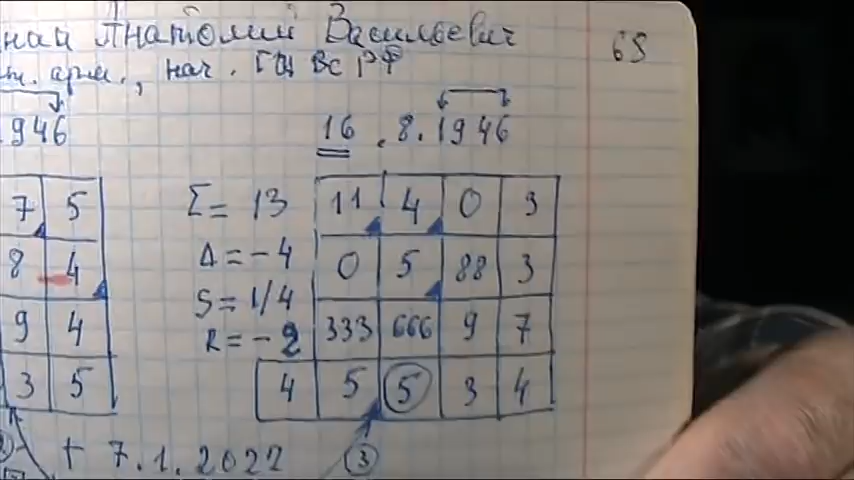 Анатолий Васильевич 65
арм., нач. ГЦ ВС РФ
946 16.8.1946
7 5 Σ = 13 11 4 0 3
8 4 Δ = -4 0 5 88 3
9 4 S = 1/4 333 666 9 7
3 5 R = -2 4 5 5 3 4
+ 7.1.2022 3